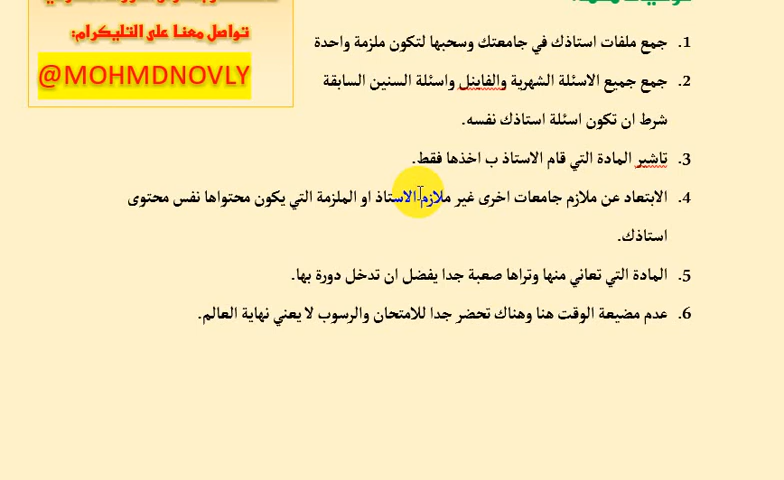 تواصل معنا على التليكرام:
@MOHMDNOVLY
1. جمع ملفات استاذك في جامعتك وسحبها لتكون ملزمة واحدة
2. جمع جميع الاسئلة الشهرية والفاينل واسئلة السنين السابقة
شرط ان تكون اسئلة استاذك نفسه.
3. تاشير المادة التي قام الاستاذ ب اخذها فقط.
4. الابتعاد عن ملازم جامعات اخرى غير ملازم الاستاذ او الملزمة التي يكون محتواها نفس محتوى
استاذك.
5. المادة التي تعاني منها وتراها صعبة جدا يفضل ان تدخل دورة بها.
6. عدم مضيعة الوقت هنا وهناك تحضر جدا للامتحان والرسوب لا يعني نهاية العالم.